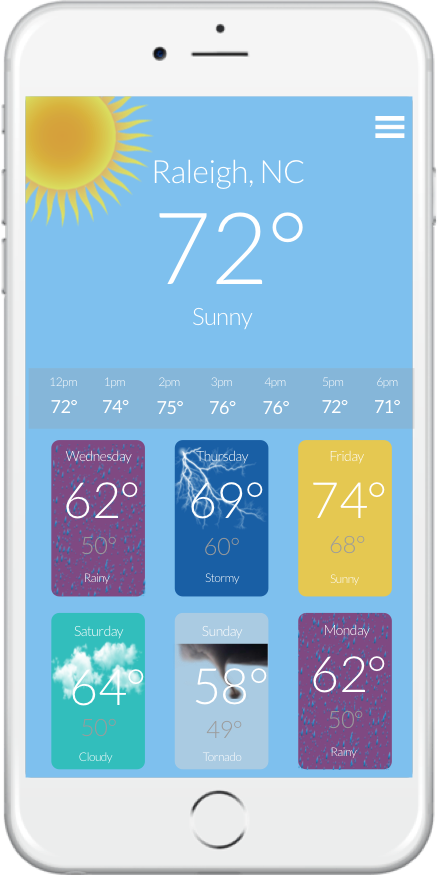 Raleigh, NC
72°
Sunny
12pm 1pm 2pm 3pm 4pm 5pm 6pm
72° 74° 75° 76° 76° 72° 71°
Wednesday Thursday Friday
62° 69° 74°
50° 60° 68°
Rainy Stormy Sunny
Saturday Sunday Monday
64° 58° 62°
50° 49° 50°
Cloudy Tornado Rainy